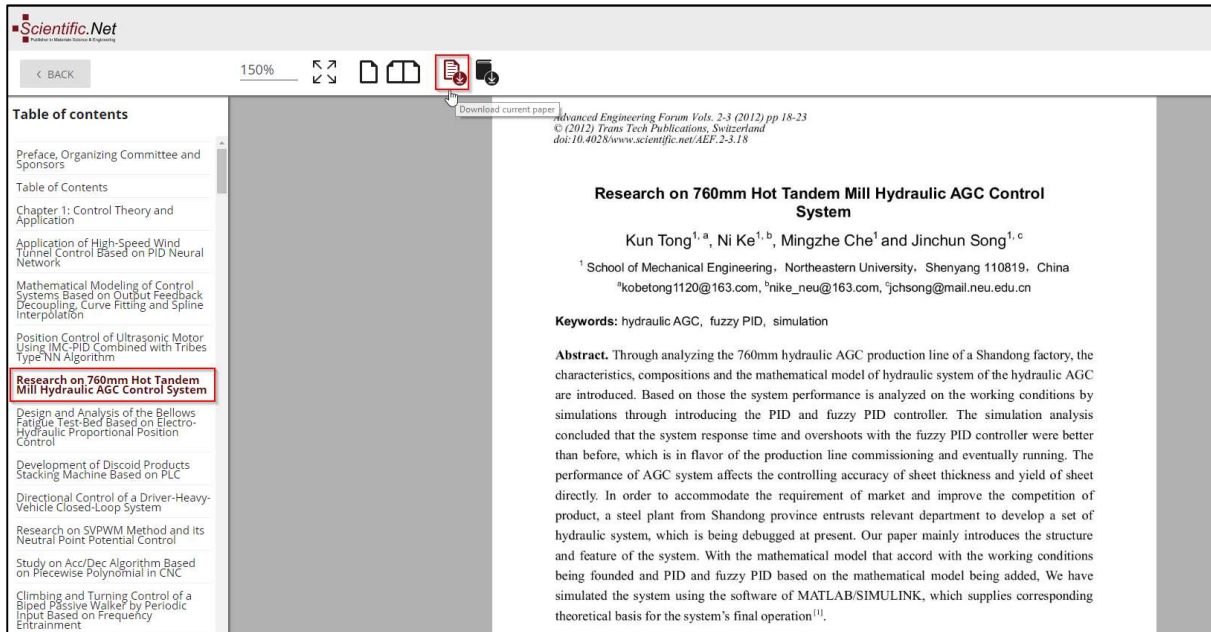 Scientific.Net
Publisher in Materials Science & Engineering
< BACK
150%
Download current paper
Table of contents
Preface, Organizing Committee and
Sponsors
Table of Contents
Chapter 1: Control Theory and
Application
Application of High-Speed Wind
Tunnel Control Based on PID Neural
Network
Mathematical Modeling of Control
Systems Based on Output Feedback
Decoupling, Curve Fitting and Spline
Interpolation
Position Control of Ultrasonic Motor
Using IMC-PID Combined with Tribes
Type NN Algorithm
Research on 760mm Hot Tandem
Mill Hydraulic AGC Control System
Design and Analysis of the Bellows
Fatigue Test-Bed Based on Electro-
Hydraulic Proportional Position
Control
Development of Discoid Products
Stacking Machine Based on PLC
Directional Control of a Driver-Heavy-
Vehicle Closed-Loop System
Research on SVPWM Method and its
Neutral Point Potential Control
Study on Acc/Dec Algorithm Based
on Piecewise Polynomial in CNC
Climbing and Turning Control of a
Biped Passive Walker by Periodic
Input Based on Frequency
Entrainment
Advanced Engineering Forum Vols. 2-3 (2012) pp 18-23
© (2012) Trans Tech Publications, Switzerland
doi:10.4028/www.scientific.net/AEF.2-3.18
Research on 760mm Hot Tandem Mill Hydraulic AGC Control
System
Kun Tong1, a, Ni Ke1, b, Mingzhe Che1 and Jinchun Song1, c
1 School of Mechanical Engineering, Northeastern University, Shenyang 110819, China
akobetong1120@163.com, bnike_neu@163.com, cjchsong@mail.neu.edu.cn
Keywords: hydraulic AGC, fuzzy PID, simulation
Abstract. Through analyzing the 760mm hydraulic AGC production line of a Shandong factory, the
characteristics, compositions and the mathematical model of hydraulic system of the hydraulic AGC
are introduced. Based on those the system performance is analyzed on the working conditions by
simulations through introducing the PID and fuzzy PID controller. The simulation analysis
concluded that the system response time and overshoots with the fuzzy PID controller were better
than before, which is in flavor of the production line commissioning and eventually running. The
performance of AGC system affects the controlling accuracy of sheet thickness and yield of sheet
directly. In order to accommodate the requirement of market and improve the competition of
product, a steel plant from Shandong province entrusts relevant department to develop a set of
hydraulic system, which is being debugged at present. Our paper mainly introduces the structure
and feature of the system. With the mathematical model that accord with the working conditions
being founded and PID and fuzzy PID based on the mathematical model being added, We have
simulated the system using the software of MATLAB/SIMULINK, which supplies corresponding
theoretical basis for the system's final operation[1].